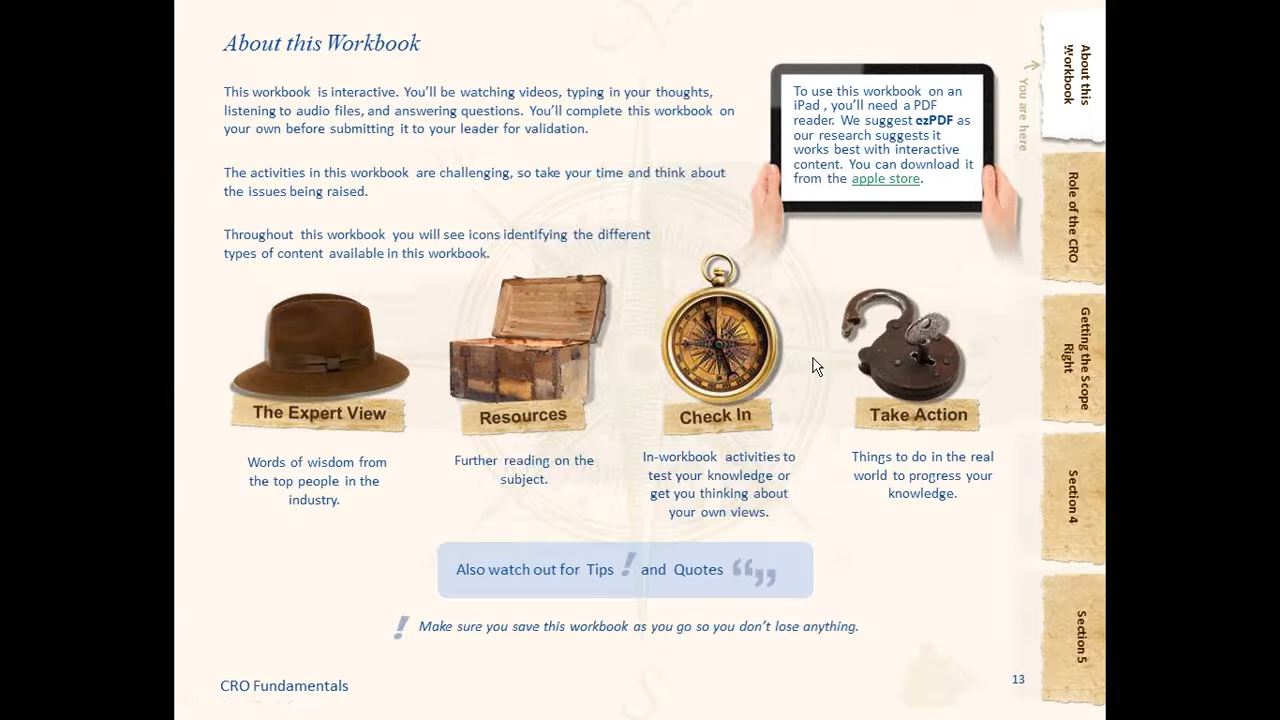 About this Workbook
This workbook is interactive. You'll be watching videos, typing in your thoughts,
listening to audio files, and answering questions. You'll complete this workbook on
your own before submitting it to your leader for validation.
The activities in this workbook are challenging, so take your time and think about
the issues being raised.
Throughout this workbook you will see icons identifying the different
types of content available in this workbook.
To use this workbook on an
iPad , you'll need a PDF
reader. We suggest ezPDF as
our research suggests it
works best with interactive
content. You can download it
from the apple store.
The Expert View
Words of wisdom from
the top people in the
industry.
Resources
Further reading on the
subject.
Check In
In-workbook activities to
test your knowledge or
get you thinking about
your own views.
Take Action
Things to do in the real
world to progress your
knowledge.
Also watch out for Tips ! and Quotes “„
! Make sure you save this workbook as you go so you don't lose anything.
CRO Fundamentals
13
You are here
About this
Workbook
Role of the CRO
Getting the Scope
Right
Section 4
Section 5